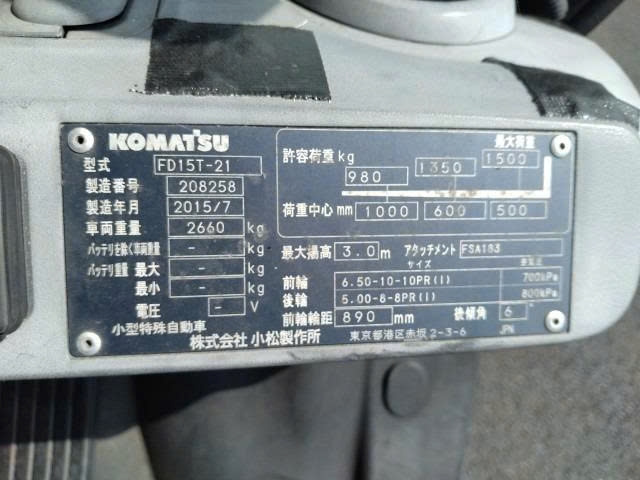 KOMATSU
型式 FD15T-21
製造番号 208258
製造年月 2015/7
車両重量 2660 kg
バッテリを除く車両重量 - kg
バッテリ重量 最大 - kg
最小 - kg
電圧 - V
小型特殊自動車
最大荷重
許容荷重 kg 980 1350 1500
荷重中心 mm 1000 600 500
最大揚高 3.0 m アタッチメント FSA183
サイズ 空気圧
前輪 6.50-10-10PR(I) 700kPa
後輪 5.00-8-8PR(I) 800kPa
前輪輪距 890 mm 後傾角 6°
株式会社 小松製作所 東京都港区赤坂 2-3-6 JPN